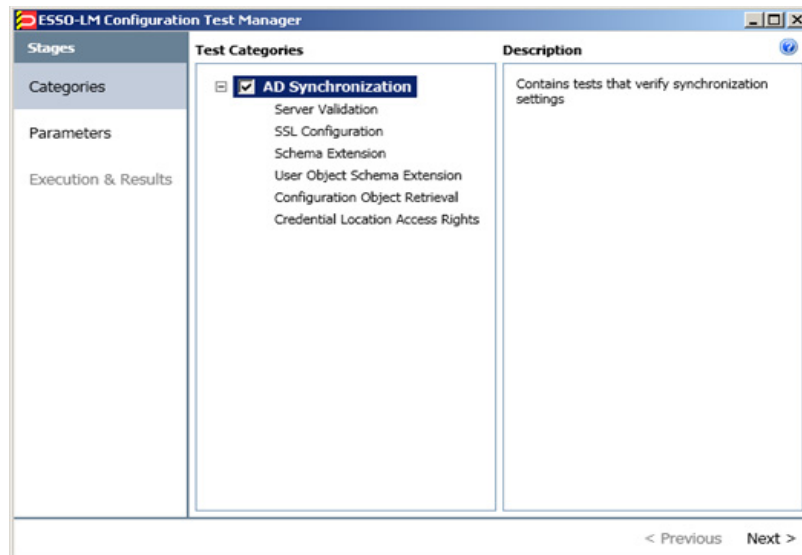 ESSO-LM Configuration Test Manager
Stages
Categories
Parameters
Execution & Results
Test Categories
AD Synchronization
Server Validation
SSL Configuration
Schema Extension
User Object Schema Extension
Configuration Object Retrieval
Credential Location Access Rights
Description
Contains tests that verify synchronization
settings
< Previous
Next >